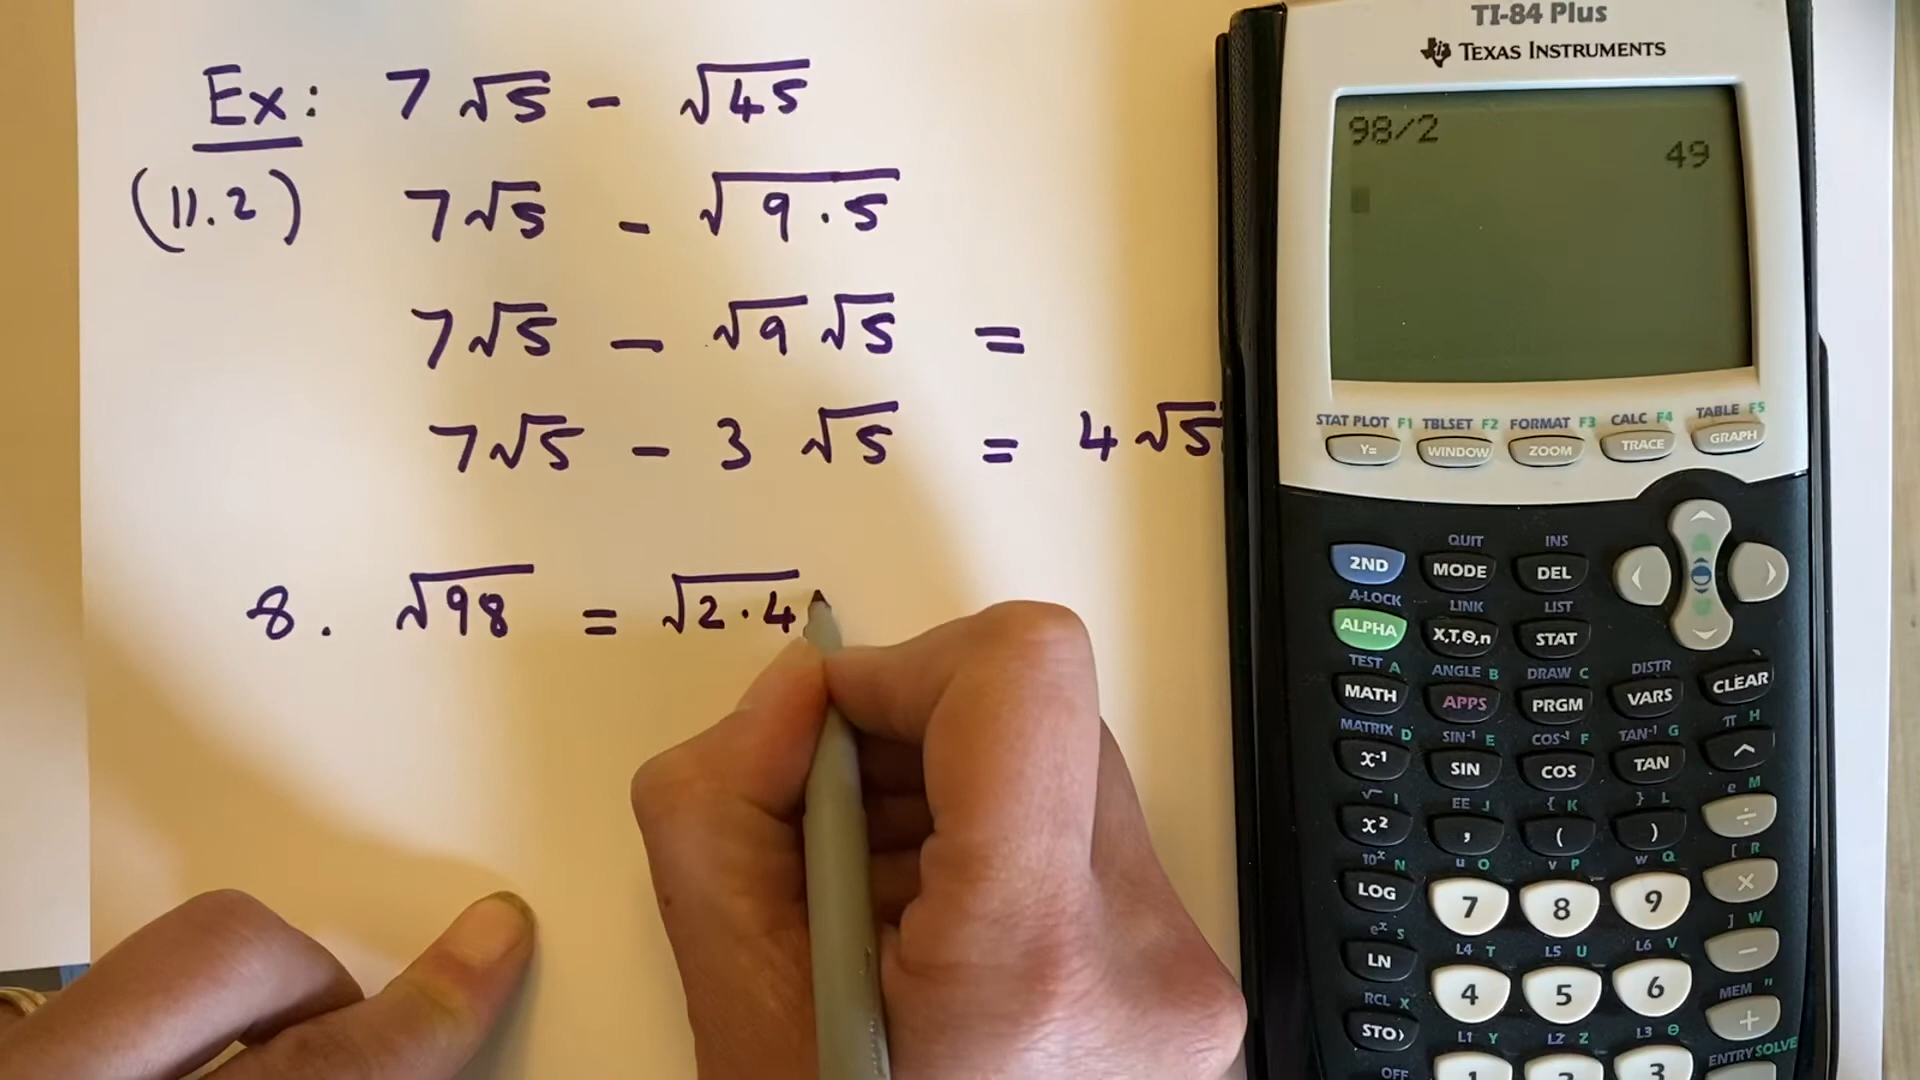 Ex: 7√5 - √45
(11.2) 7√5 - √9·5
7√5 - √9 √5 =
7√5 - 3 √5 = 4√5
8. √98 = √2·4
TI-84 Plus
TEXAS INSTRUMENTS
98/2
49
STAT PLOT F1 TBLSET F2 FORMAT F3 CALC F4 TABLE F5
Y= WINDOW ZOOM TRACE GRAPH
QUIT INS
2ND MODE DEL
A-LOCK LINK LIST
ALPHA X,T,θ,n STAT
TEST A ANGLE B DRAW C DISTR
MATH APPS PRGM VARS CLEAR
MATRIX D SIN-1 E COS-1 F TAN-1 G π H
x-1 SIN COS TAN ^
√ I EE J { K } L e M
x² , ( ) ÷
10x N u O v P w Q [ R
LOG 7 8 9 ×
ex S L4 T L5 U L6 V ] W
LN 4 5 6 −
RCL X L1 Y L2 Z L3 θ MEM "
STO› 1 2 3 +
OFF ENTRY SOLVE